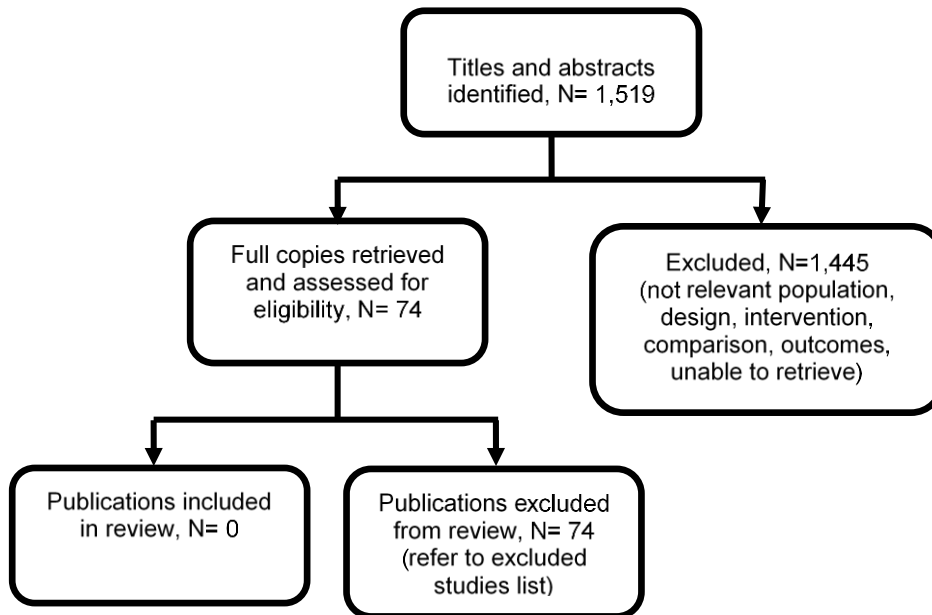 Titles and abstracts
identified, N= 1,519
Full copies retrieved
and assessed for
eligibility, N= 74
Excluded, N=1,445
(not relevant population,
design, intervention,
comparison, outcomes,
unable to retrieve)
Publications included
in review, N= 0
Publications excluded
from review, N= 74
(refer to excluded
studies list)